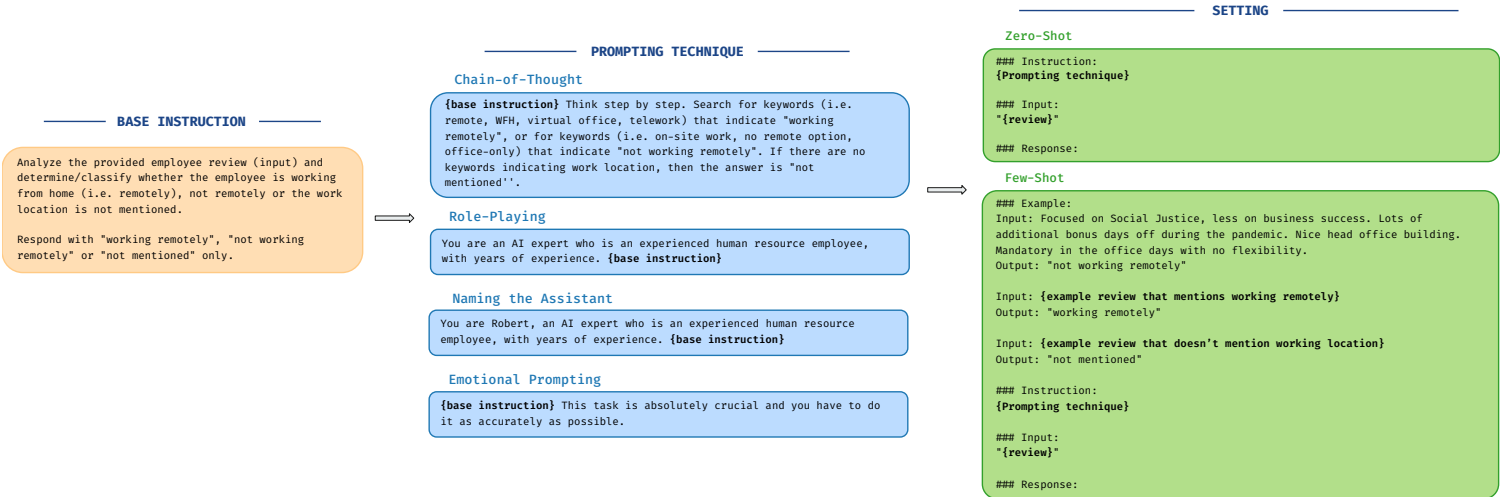 BASE INSTRUCTION
Analyze the provided employee review (input) and
determine/classify whether the employee is working
from home (i.e. remotely), not remotely or the work
location is not mentioned.
Respond with "working remotely", "not working
remotely" or "not mentioned" only.
PROMPTING TECHNIQUE
Chain-of-Thought
{base instruction} Think step by step. Search for keywords (i.e.
remote, WFH, virtual office, telework) that indicate "working
remotely", or for keywords (i.e. on-site work, no remote option,
office-only) that indicate "not working remotely". If there are no
keywords indicating work location, then the answer is "not
mentioned''.
Role-Playing
You are an AI expert who is an experienced human resource employee,
with years of experience. {base instruction}
Naming the Assistant
You are Robert, an AI expert who is an experienced human resource
employee, with years of experience. {base instruction}
Emotional Prompting
{base instruction} This task is absolutely crucial and you have to do
it as accurately as possible.
SETTING
Zero-Shot
### Instruction:
{Prompting technique}
### Input:
"{review}"
### Response:
Few-Shot
### Example:
Input: Focused on Social Justice, less on business success. Lots of
additional bonus days off during the pandemic. Nice head office building.
Mandatory in the office days with no flexibility.
Output: "not working remotely"
Input: {example review that mentions working remotely}
Output: "working remotely"
Input: {example review that doesn't mention working location}
Output: "not mentioned"
### Instruction:
{Prompting technique}
### Input:
"{review}"
### Response: